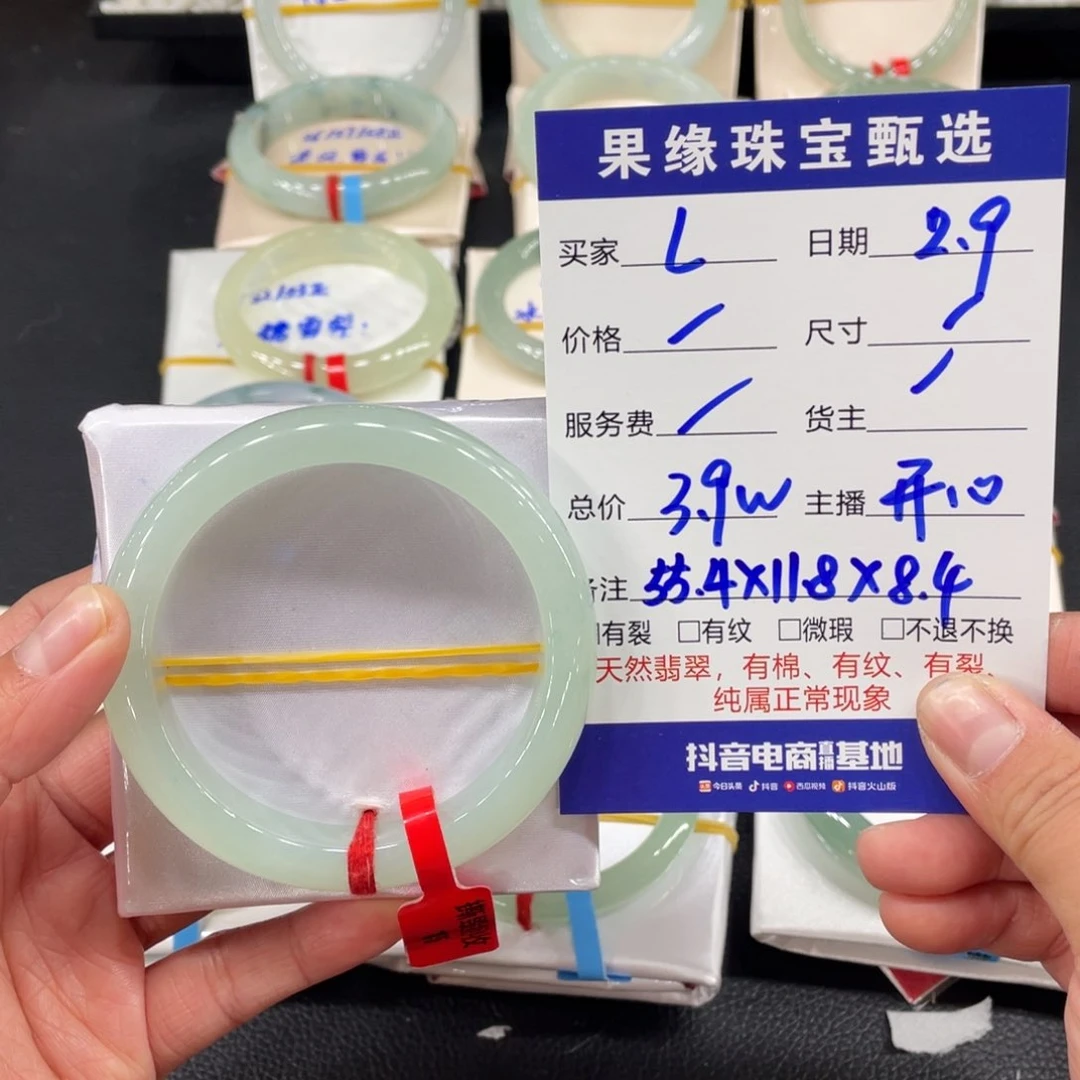 果缘珠宝甄选
买家 L 日期 2.9
价格 / 尺寸 /
服务费 / 货主 /
总价 3.9W 主播 开心
备注 55.4X11.8X8.4
□有裂 □有纹 □微瑕 □不退不换
天然翡翠,有棉、有纹、有裂、
纯属正常现象
抖音电商直播基地
今日头条 抖音 西瓜视频 抖音火山版